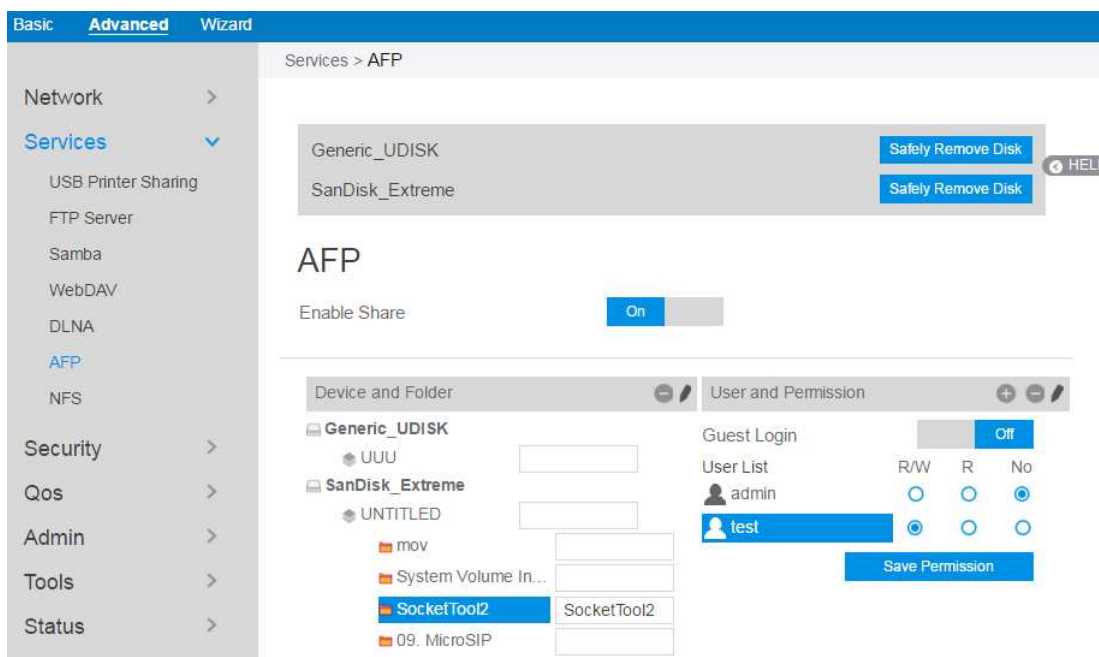 Basic Advanced Wizard
Services > AFP
Network
Services
USB Printer Sharing
FTP Server
Samba
WebDAV
DLNA
AFP
NFS
Security
Qos
Admin
Tools
Status
Generic_UDISK Safely Remove Disk
SanDisk_Extreme Safely Remove Disk
HEL
AFP
Enable Share On
Device and Folder
Generic_UDISK
UUU
SanDisk_Extreme
UNTITLED
mov
System Volume In...
SocketTool2 SocketTool2
09. MicroSIP
User and Permission
Guest Login Off
User List R/W R No
admin
test
Save Permission